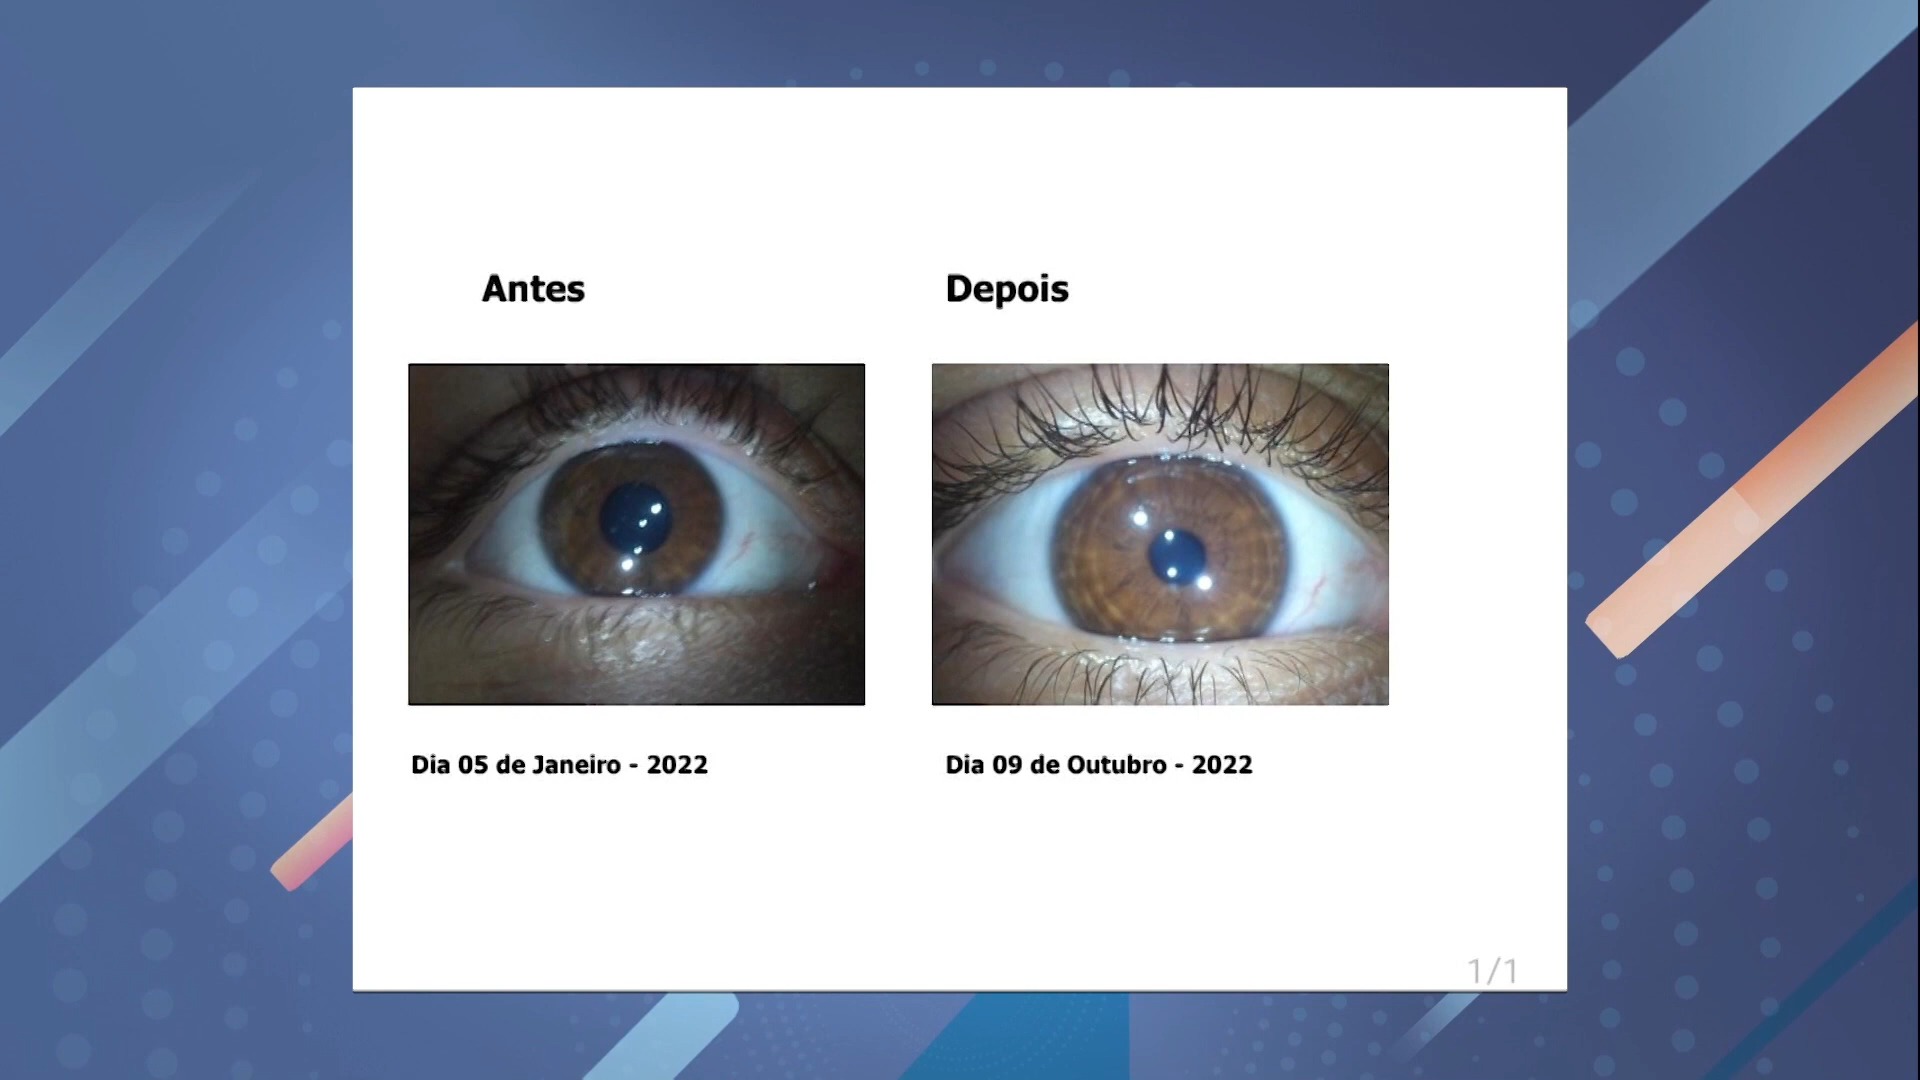 Antes
Depois
Dia 05 de Janeiro - 2022
Dia 09 de Outubro - 2022
1/1